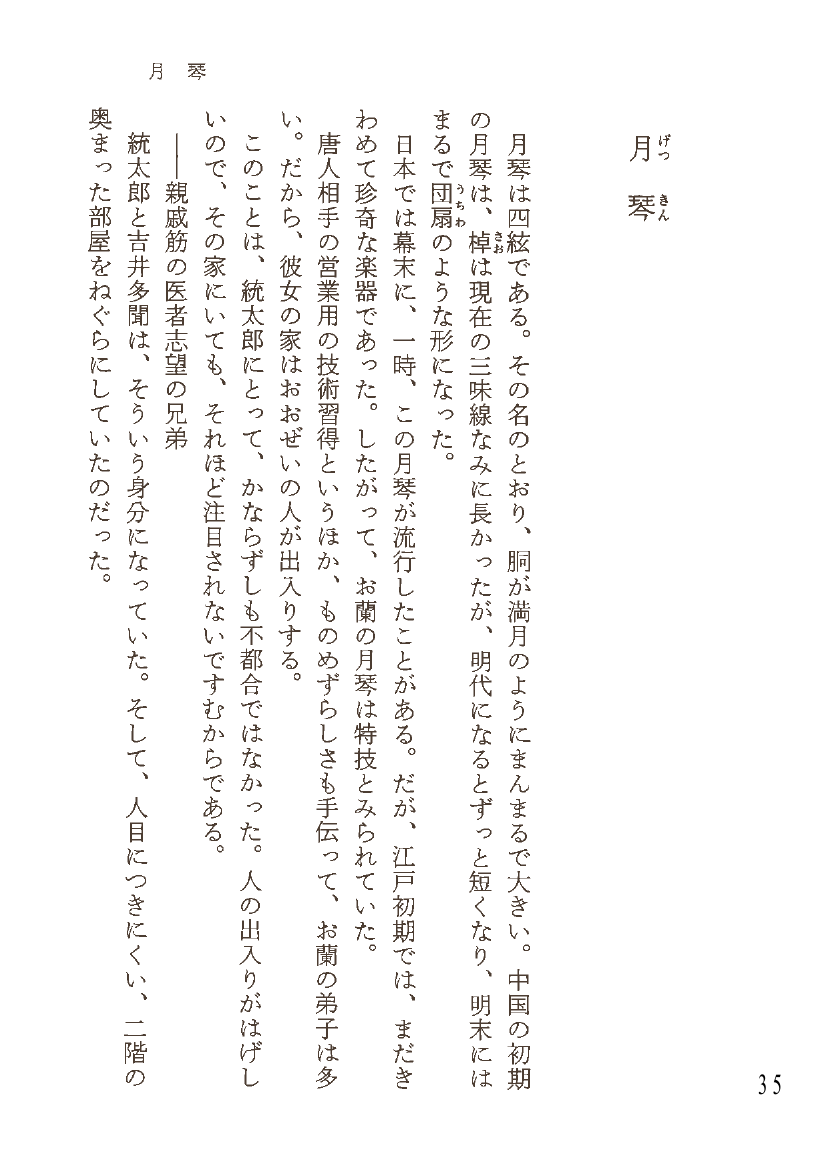 月琴
月琴
げつきん
月琴は四絃である。その名のとおり、胴が満月のようにまんまるで大きい。中国の初期
の月琴は、棹は現在の三味線なみに長かったが、明代になるとずっと短くなり、明末には
さお
まるで団扇のような形になった。
うちわ
日本では幕末に、一時、この月琴が流行したことがある。だが、江戸初期では、まだき
わめて珍奇な楽器であった。したがって、お蘭の月琴は特技とみられていた。
唐人相手の営業用の技術習得というほか、ものめずらしさも手伝って、お蘭の弟子は多
い。だから、彼女の家はおおぜいの人が出入りする。
このことは、統太郎にとって、かならずしも不都合ではなかった。人の出入りがはげし
いので、その家にいても、それほど注目されないですむからである。
――親戚筋の医者志望の兄弟
統太郎と吉井多聞は、そういう身分になっていた。そして、人目につきにくい、二階の
奥まった部屋をねぐらにしていたのだった。
35